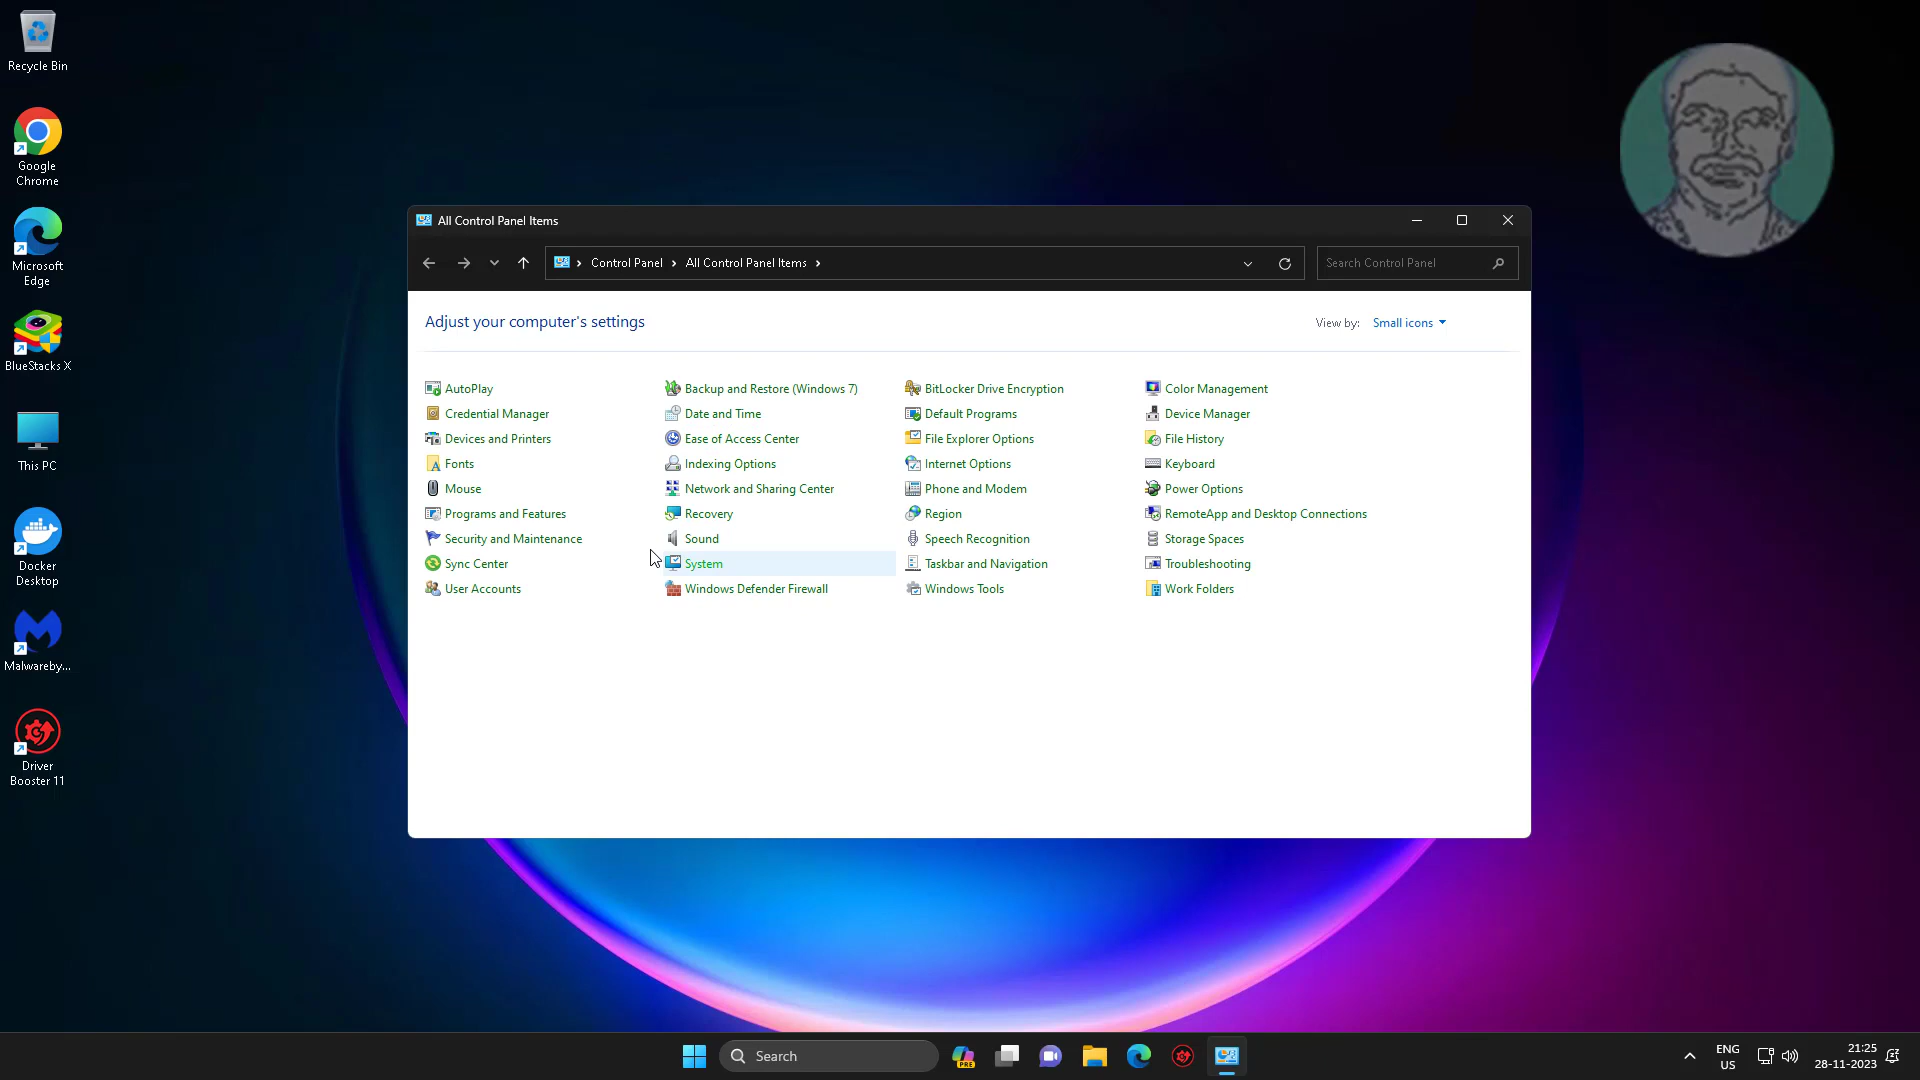 Recycle Bin
Google
Chrome
Microsoft
Edge
BlueStacks X
This PC
Docker
Desktop
Malwareby...
Driver
Booster 11
All Control Panel Items
Control Panel
All Control Panel Items
Search Control Panel
Adjust your computer's settings
View by: Small icons
AutoPlay
Backup and Restore (Windows 7)
BitLocker Drive Encryption
Color Management
Credential Manager
Date and Time
Default Programs
Device Manager
Devices and Printers
Ease of Access Center
File Explorer Options
File History
Fonts
Indexing Options
Internet Options
Keyboard
Mouse
Network and Sharing Center
Phone and Modem
Power Options
Programs and Features
Recovery
Region
RemoteApp and Desktop Connections
Security and Maintenance
Sound
Speech Recognition
Storage Spaces
Sync Center
System
Taskbar and Navigation
Troubleshooting
User Accounts
Windows Defender Firewall
Windows Tools
Work Folders
Search
PRE
ENG
US
21:25
28-11-2023